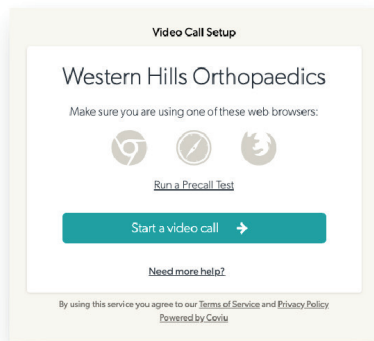 Video Call Setup
Western Hills Orthopaedics
Make sure you are using one of these web browsers:
Run a Precall Test
Start a video call
Need more help?
By using this service you agree to our Terms of Service and Privacy Policy
Powered by Coviu